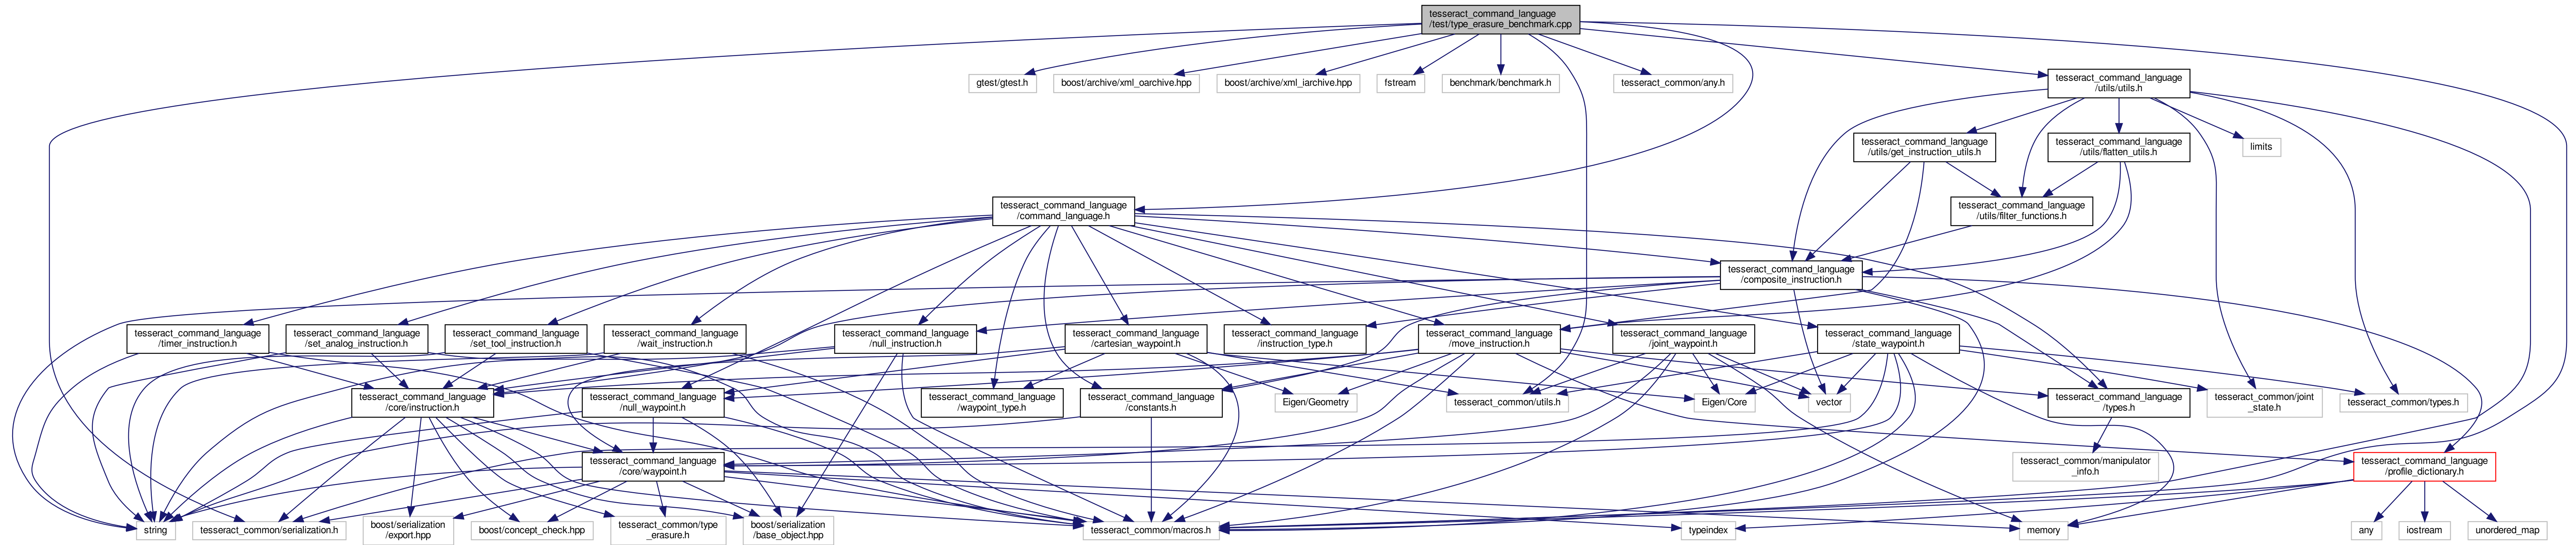 tesseract_command_language
/test/type_erasure_benchmark.cpp
gtest/gtest.h
boost/archive/xml_oarchive.hpp
boost/archive/xml_iarchive.hpp
fstream
benchmark/benchmark.h
tesseract_common/any.h
tesseract_command_language
/utils/utils.h
tesseract_command_language
/utils/get_instruction_utils.h
tesseract_command_language
/utils/flatten_utils.h
limits
tesseract_command_language
/command_language.h
tesseract_command_language
/utils/filter_functions.h
tesseract_command_language
/composite_instruction.h
tesseract_command_language
/timer_instruction.h
tesseract_command_language
/set_analog_instruction.h
tesseract_command_language
/set_tool_instruction.h
tesseract_command_language
/wait_instruction.h
tesseract_command_language
/null_instruction.h
tesseract_command_language
/cartesian_waypoint.h
tesseract_command_language
/instruction_type.h
tesseract_command_language
/move_instruction.h
tesseract_command_language
/joint_waypoint.h
tesseract_command_language
/state_waypoint.h
tesseract_command_language
/core/instruction.h
tesseract_command_language
/null_waypoint.h
tesseract_command_language
/waypoint_type.h
tesseract_command_language
/constants.h
Eigen/Geometry
tesseract_common/utils.h
Eigen/Core
vector
tesseract_command_language
/types.h
tesseract_common/joint
_state.h
tesseract_common/types.h
tesseract_command_language
/core/waypoint.h
tesseract_common/manipulator
_info.h
tesseract_command_language
/profile_dictionary.h
string
tesseract_common/serialization.h
boost/serialization
/export.hpp
boost/concept_check.hpp
tesseract_common/type
_erasure.h
boost/serialization
/base_object.hpp
tesseract_common/macros.h
typeindex
memory
any
iostream
unordered_map